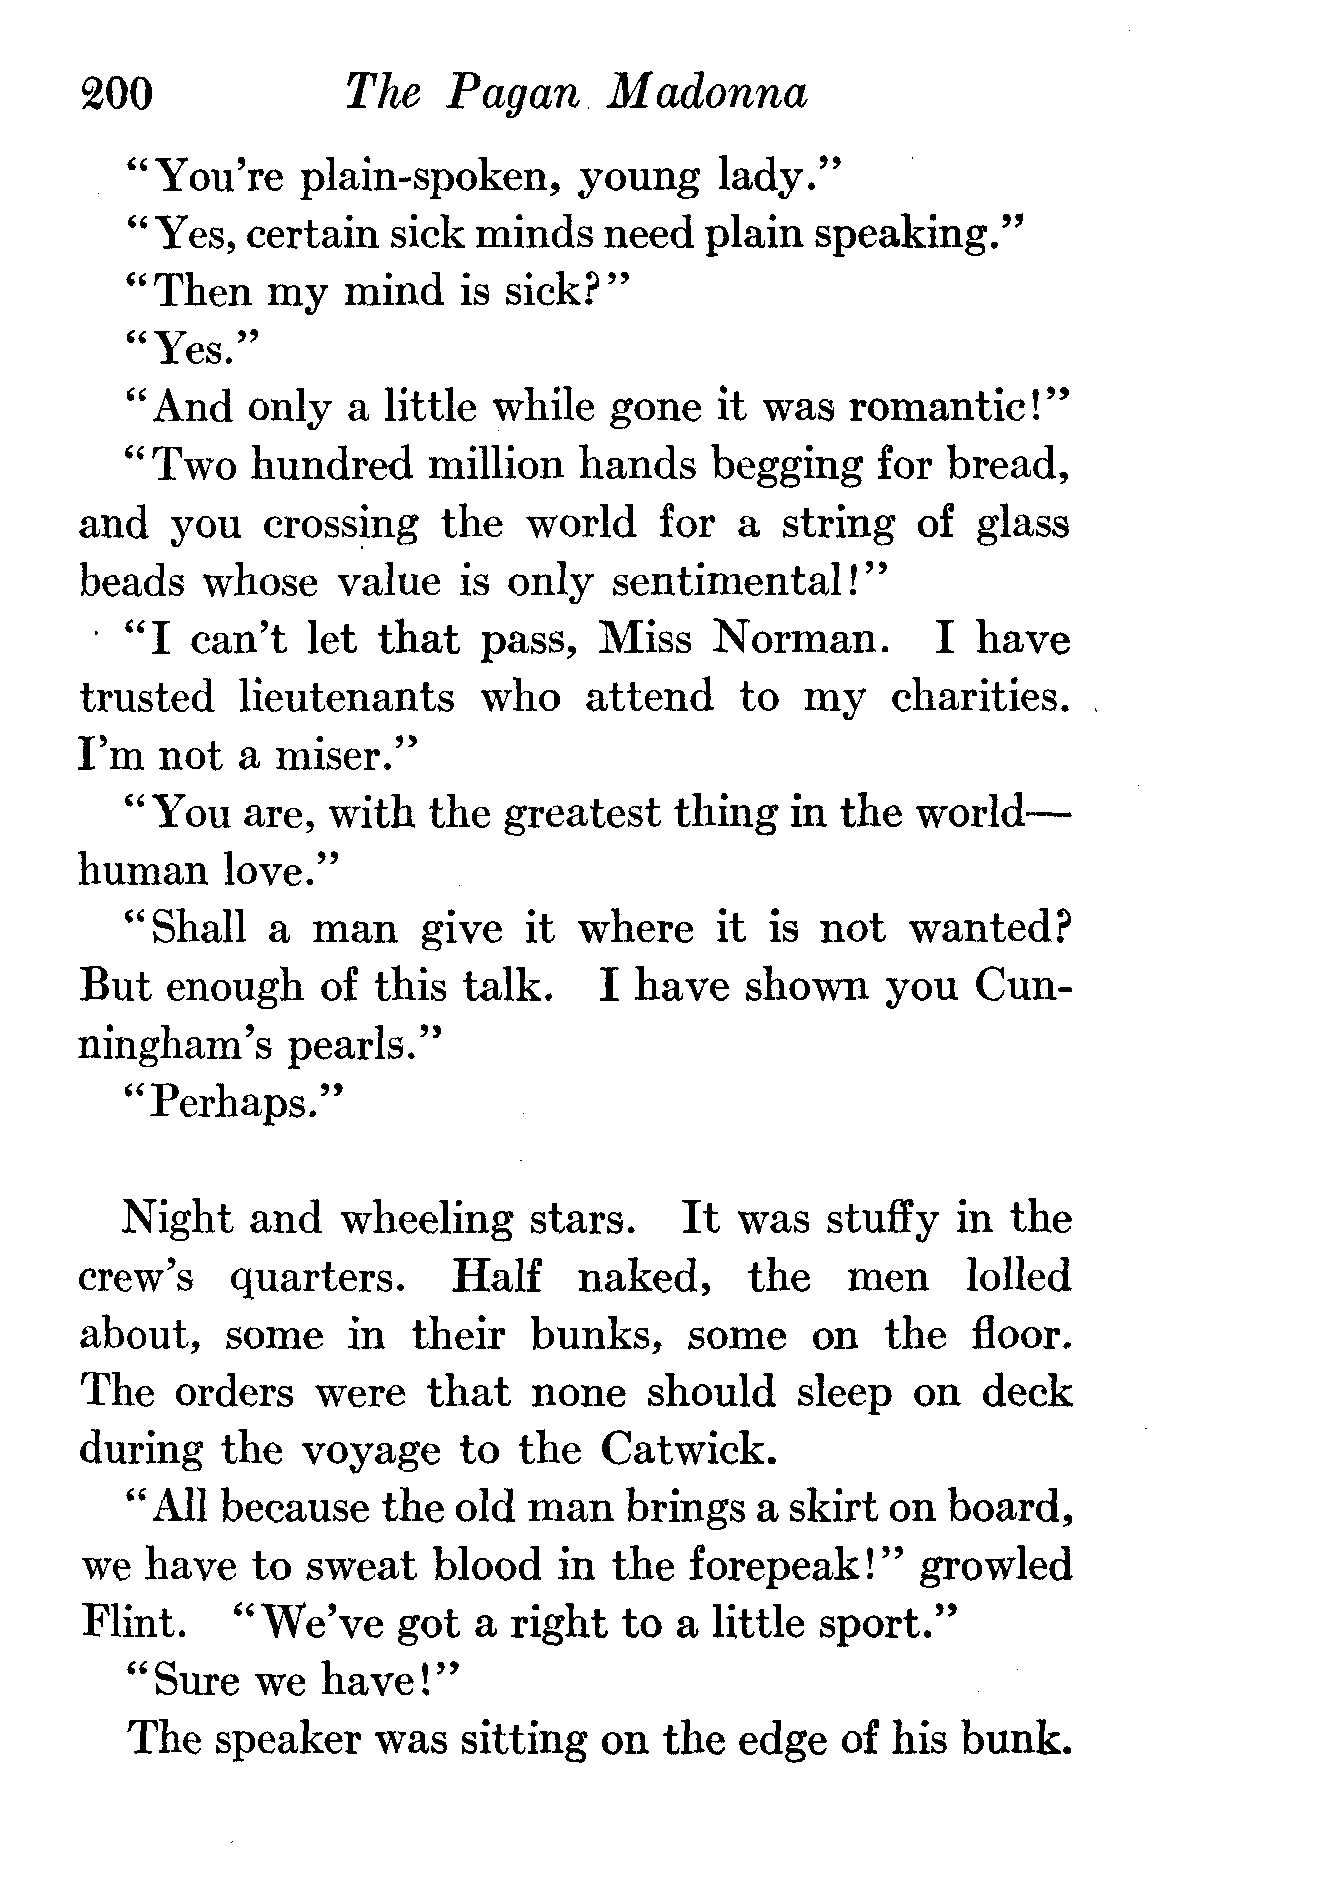 200 The Pagan Madonna
“You're plain-spoken, young lady.”
“Yes, certain sick minds need plain speaking.”
“Then my mind is sick?”
“Yes.”
“And only a little while gone it was romantic!”
“Two hundred million hands begging for bread,
and you crossing the world for a string of glass
beads whose value is only sentimental!”
“I can't let that pass, Miss Norman. I have
trusted lieutenants who attend to my charities.
I'm not a miser.”
“You are, with the greatest thing in the world—
human love.”
“Shall a man give it where it is not wanted?
But enough of this talk. I have shown you Cun-
ningham's pearls.”
“Perhaps.”
Night and wheeling stars. It was stuffy in the
crew's quarters. Half naked, the men lolled
about, some in their bunks, some on the floor.
The orders were that none should sleep on deck
during the voyage to the Catwick.
“All because the old man brings a skirt on board,
we have to sweat blood in the forepeak!” growled
Flint. “We've got a right to a little sport.”
“Sure we have!”
The speaker was sitting on the edge of his bunk.